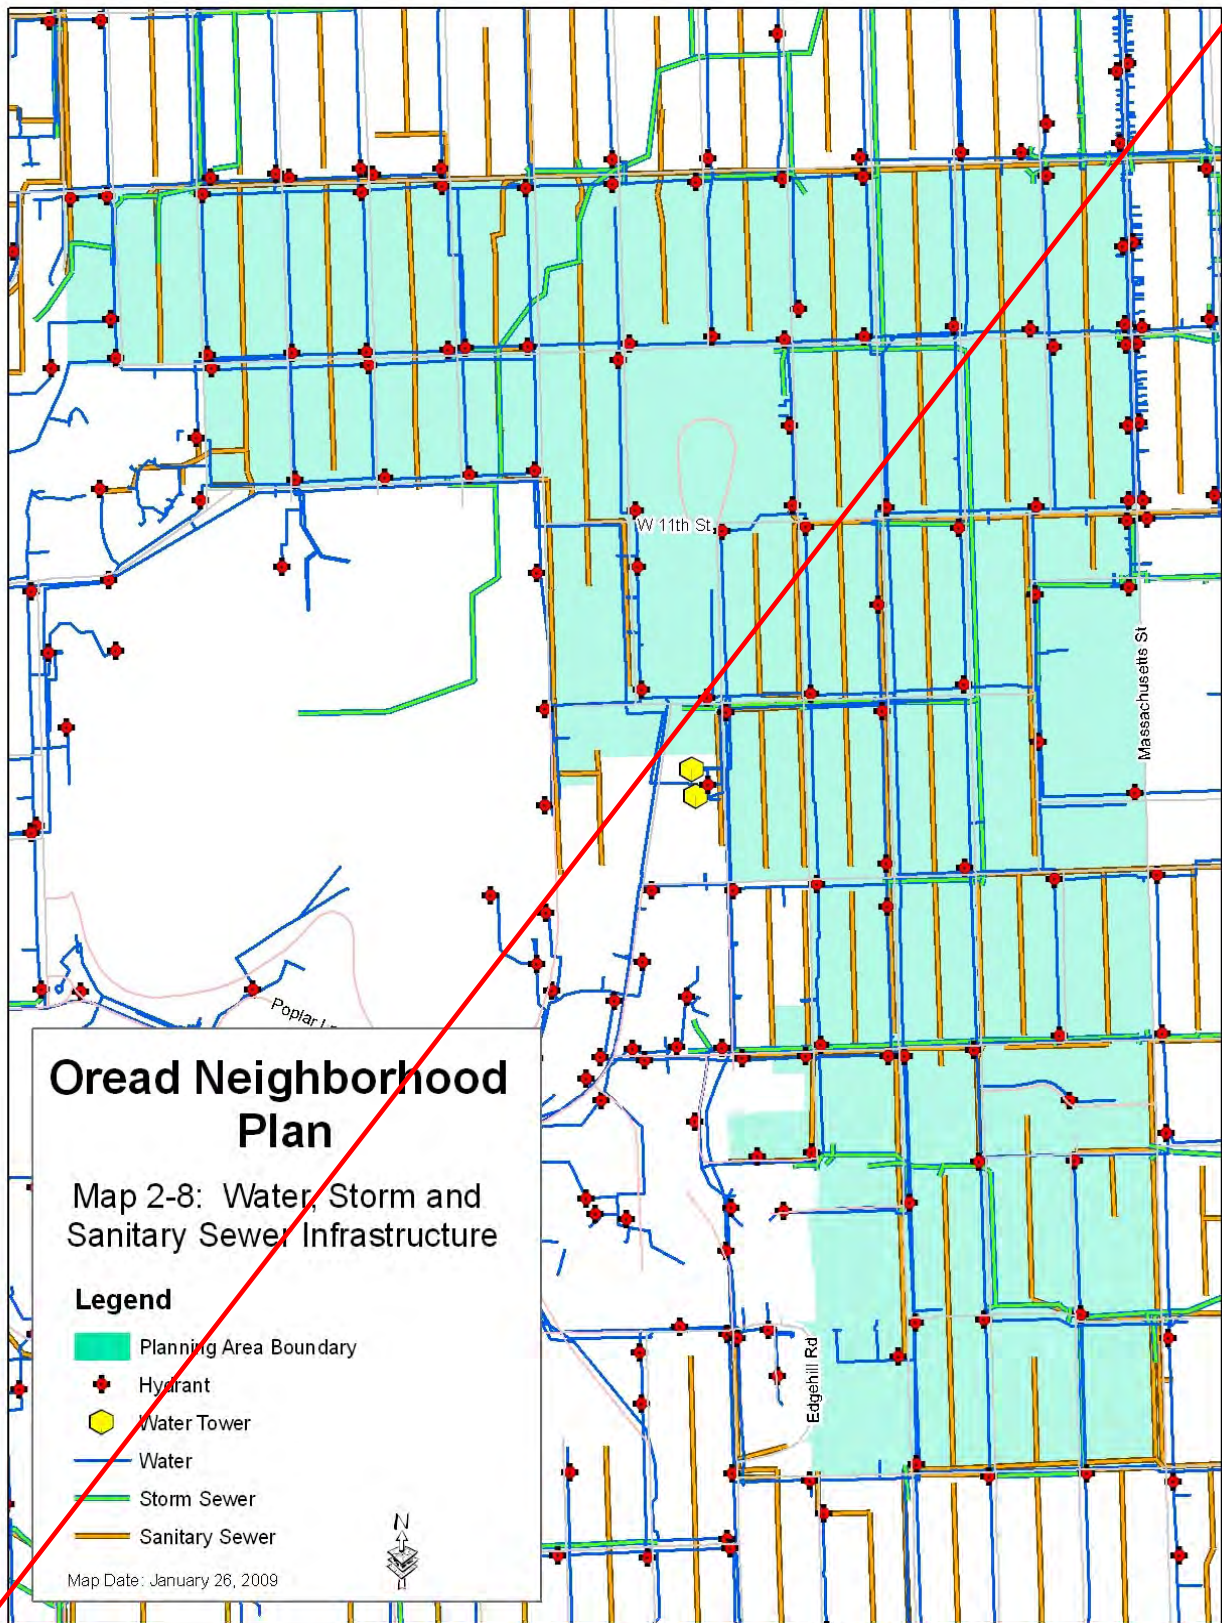 W 11th St
Massachusetts St
Poplar L
Oread Neighborhood
Plan
Map 2-8: Water, Storm and
Sanitary Sewer Infrastructure
Legend
Planning Area Boundary
Hydrant
Water Tower
Water
Storm Sewer
Sanitary Sewer
N
Map Date: January 26, 2009
Edgehill Rd